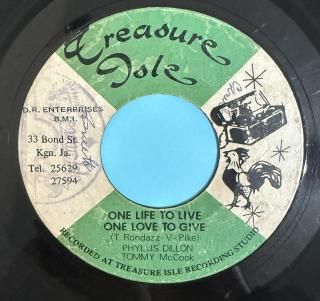 Treasure
Isle
D.R. ENTERPRISES
B.M.I.
33 Bond St.
Kgn. Ja.
Tel. 25629
27594
ONE LIFE TO LIVE
ONE LOVE TO GIVE
(T. Rondazz - V - Pike)
PHYLLIS DILLON
TOMMY McCook
RECORDED AT TREASURE ISLE RECORDING STUDIO